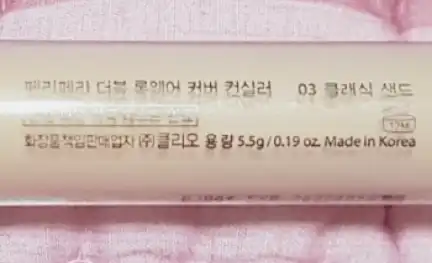 페리페라 더블 롱웨어 커버 컨실러 03 클래식 샌드
12M
화장품책임판매업자 (주)클리오 용량 5.5g/0.19 oz. Made in Korea